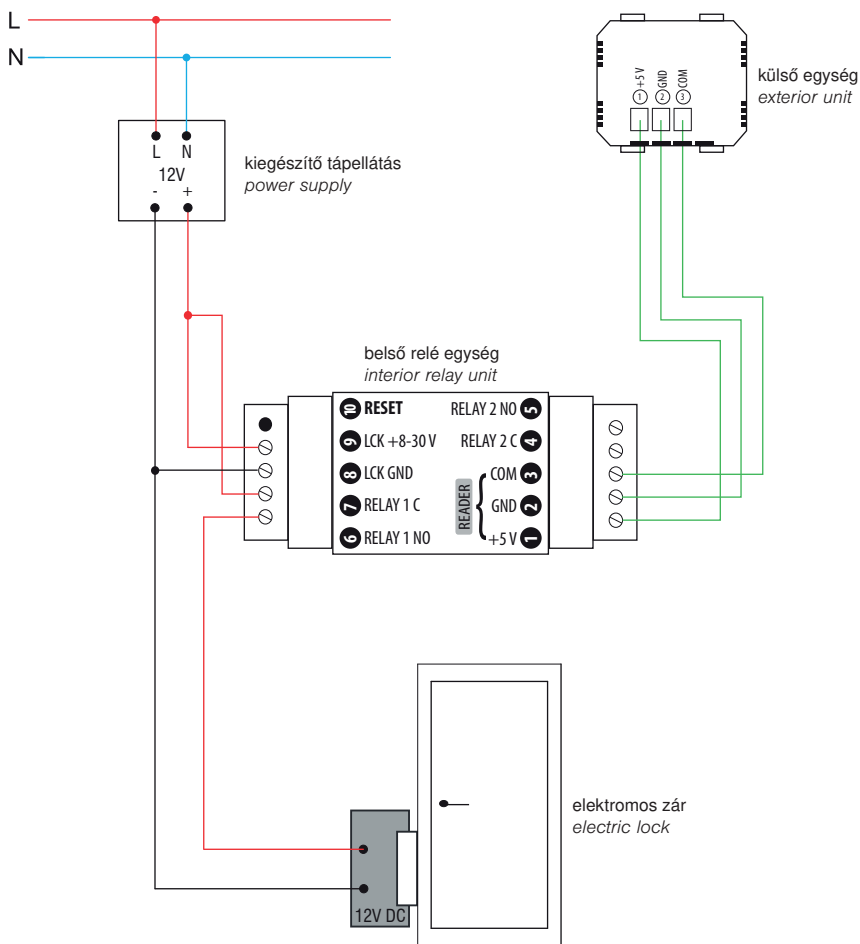 L
N
+5 V
GND
COM
1
2
3
külső egység
exterior unit
L N
12V
- +
kiegészítő tápellátás
power supply
belső relé egység
interior relay unit
10 RESET
RELAY 2 NO 5
9 LCK +8-30 V
RELAY 2 C 4
8 LCK GND
COM 3
7 RELAY 1 C
GND 2
6 RELAY 1 NO
+5 V 1
READER
elektromos zár
electric lock
12V DC